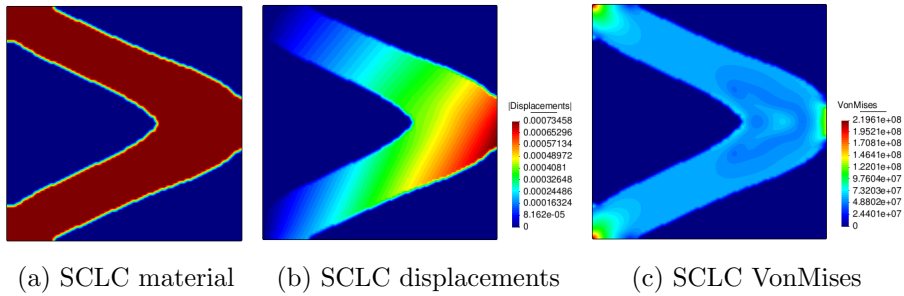 |Displacements|
0.00073458
0.00065296
0.00057134
0.00048972
0.0004081
0.00032648
0.00024486
0.00016324
8.162e-05
0
VonMises
2.1961e+08
1.9521e+08
1.7081e+08
1.4641e+08
1.2201e+08
9.7604e+07
7.3203e+07
4.8802e+07
2.4401e+07
0
(a) SCLC material
(b) SCLC displacements
(c) SCLC VonMises